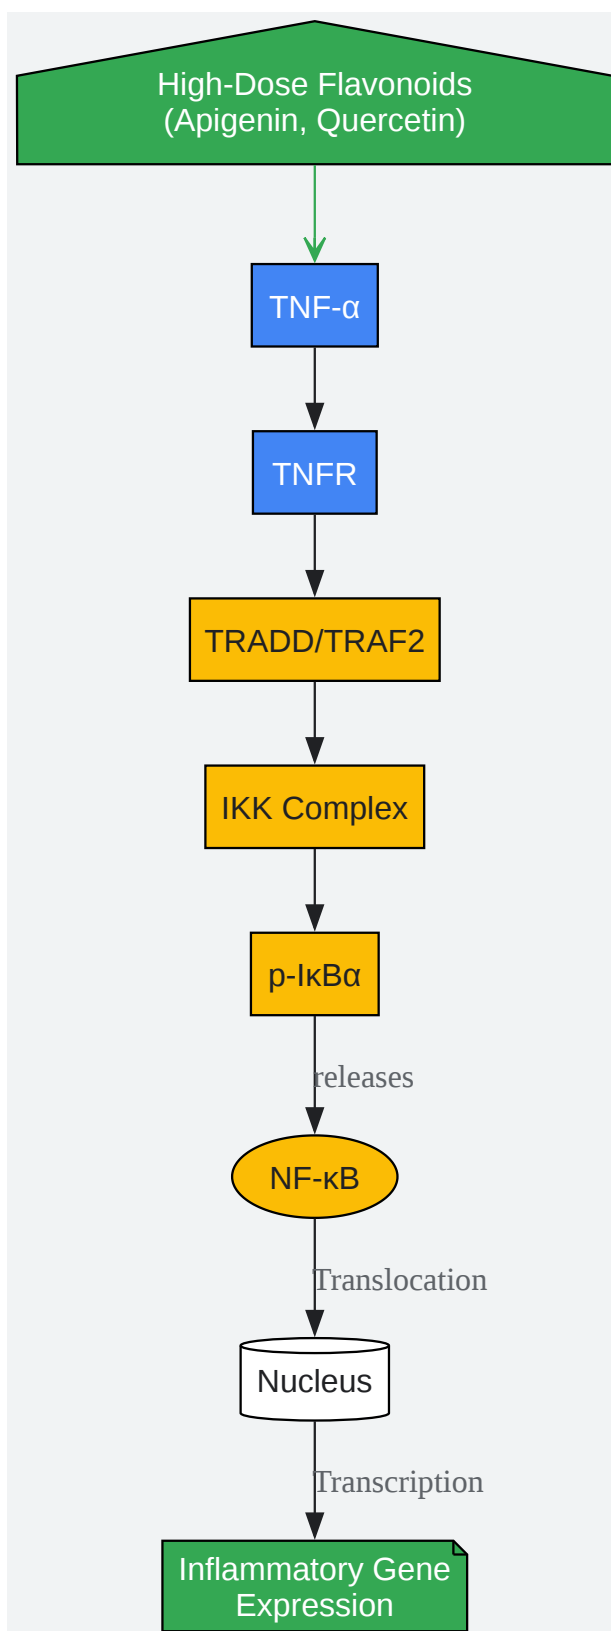 High-Dose Flavonoids
(Apigenin, Quercetin)
TNF-α
TNFR
TRADD/TRAF2
IKK Complex
p-IκBα
releases
NF-κB
Translocation
Nucleus
Transcription
Inflammatory Gene
Expression